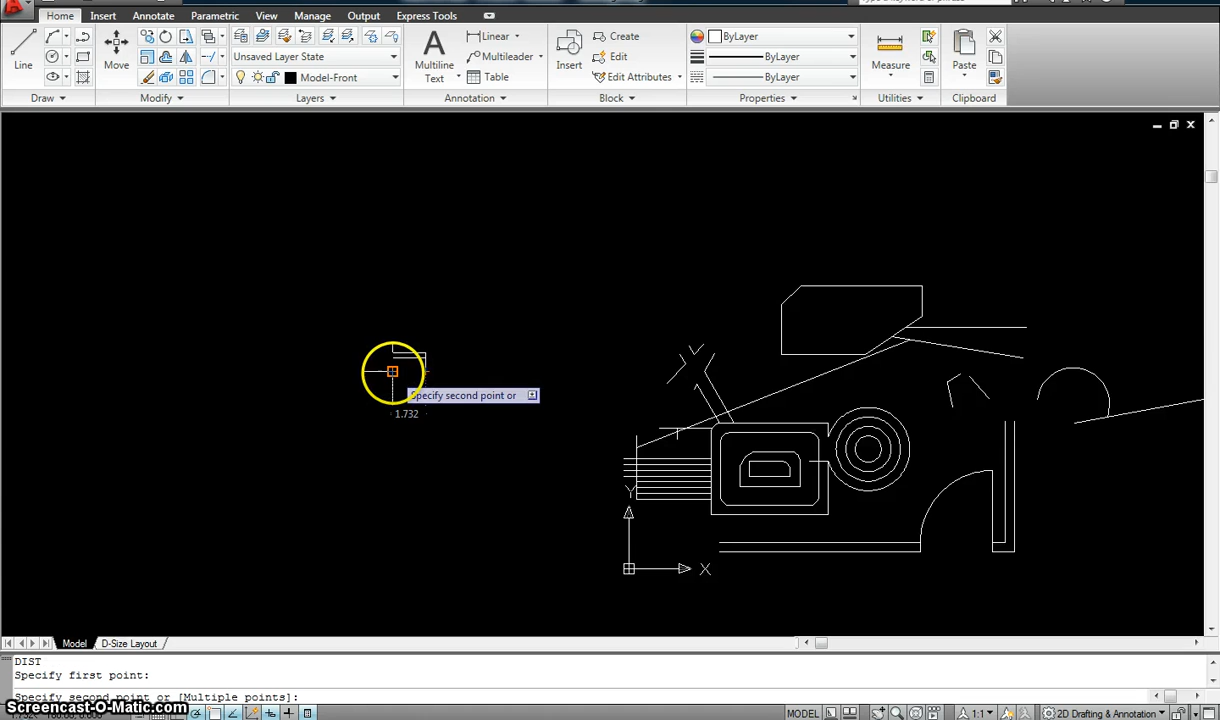 Home Insert Annotate Parametric View Manage Output Express Tools
Line
Move
Unsaved Layer State
Model-Front
Multiline
Text
Linear
Multileader
Table
Insert
Create
Edit
Edit Attributes
ByLayer
ByLayer
ByLayer
Measure
Paste
Draw Modify Layers Annotation Block Properties Utilities Clipboard
Specify second point or
1.732
Y
X
Model D-Size Layout
DIST
Specify first point:
Specify second point or [Multiple points]:
Screencast-O-Matic.com
MODEL 1:1 2D Drafting & Annotation